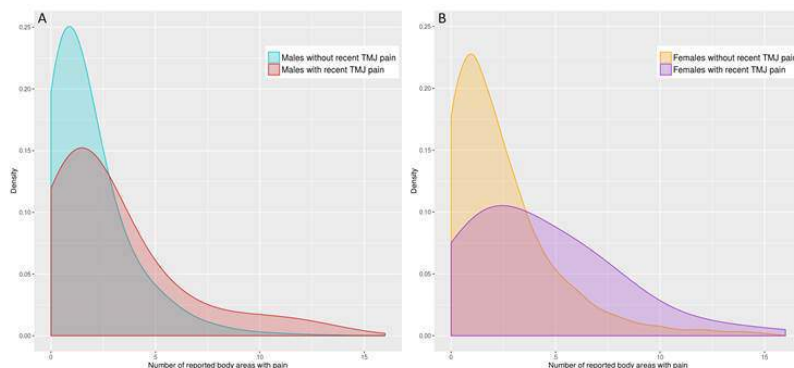 A
Males without recent TMJ pain
Males with recent TMJ pain
Density
0.25
0.20
0.15
0.10
0.05
0.00
0
5
10
15
Number of reported body areas with pain
B
Females without recent TMJ pain
Females with recent TMJ pain
Density
0.25
0.20
0.15
0.10
0.05
0.00
0
5
10
15
Number of reported body areas with pain